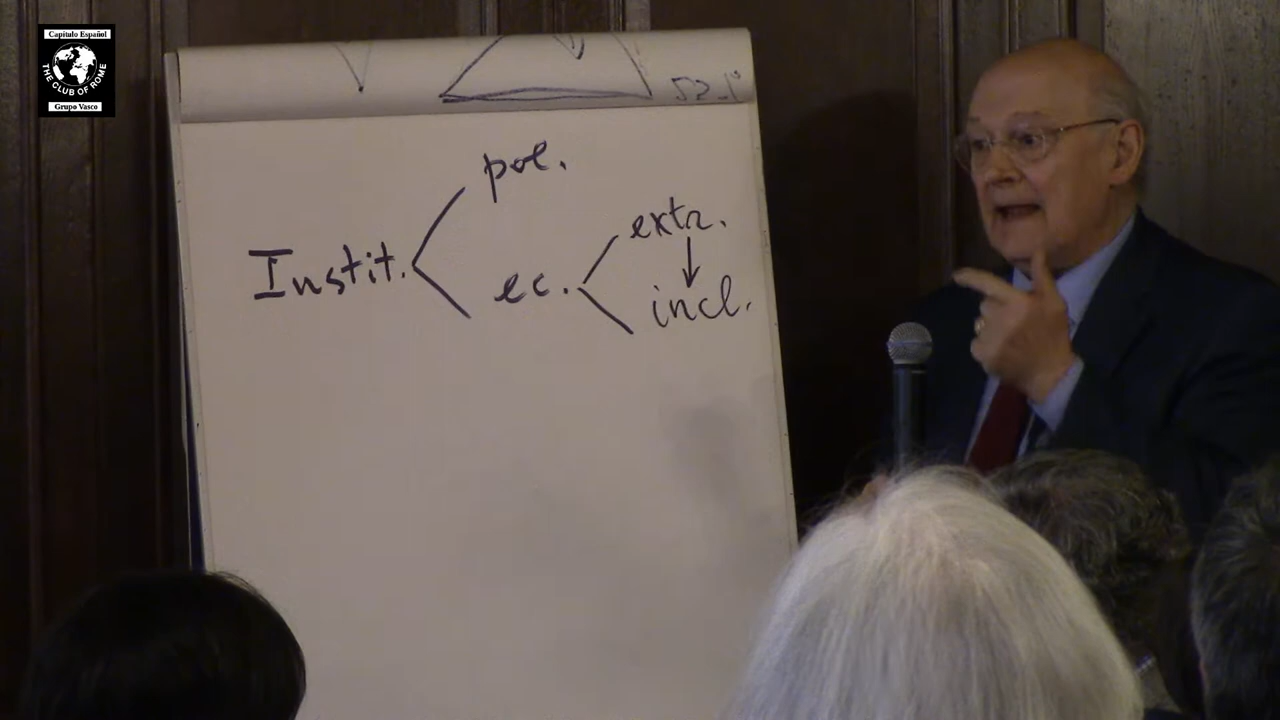 Capítulo Español
THE CLUB OF ROME
Grupo Vasco
pol.
extr.
Instit.
ec.
incl.